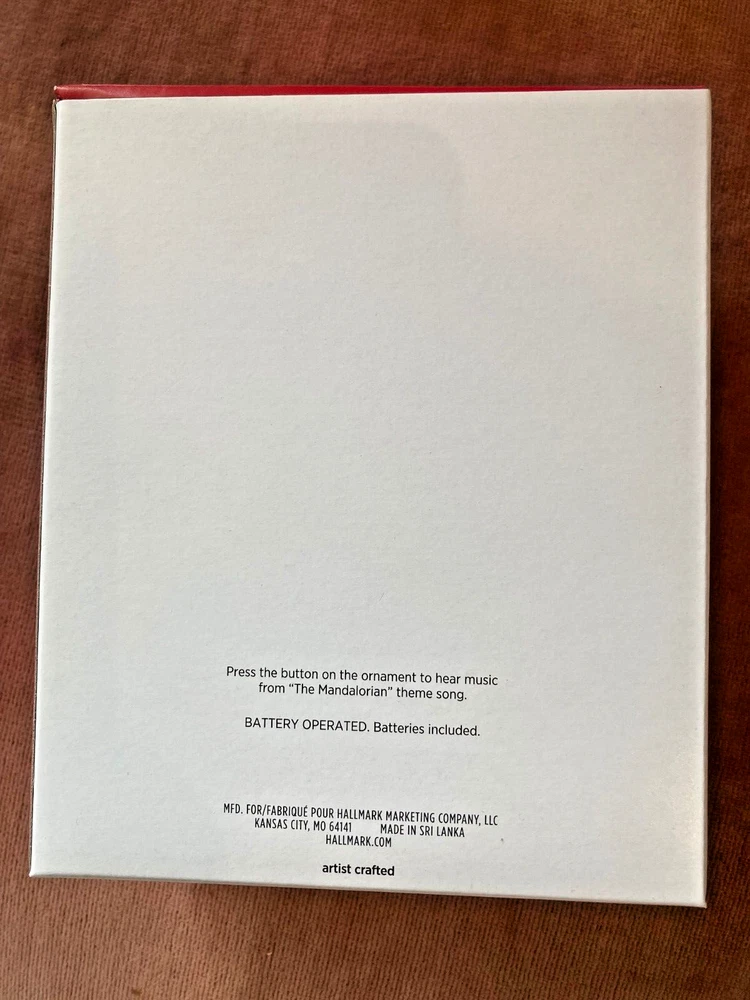 Press the button on the ornament to hear music
from “The Mandalorian” theme song.
BATTERY OPERATED. Batteries included.
MFD. FOR/FABRIQUÉ POUR HALLMARK MARKETING COMPANY, LLC
KANSAS CITY, MO 64141 MADE IN SRI LANKA
HALLMARK.COM
artist crafted